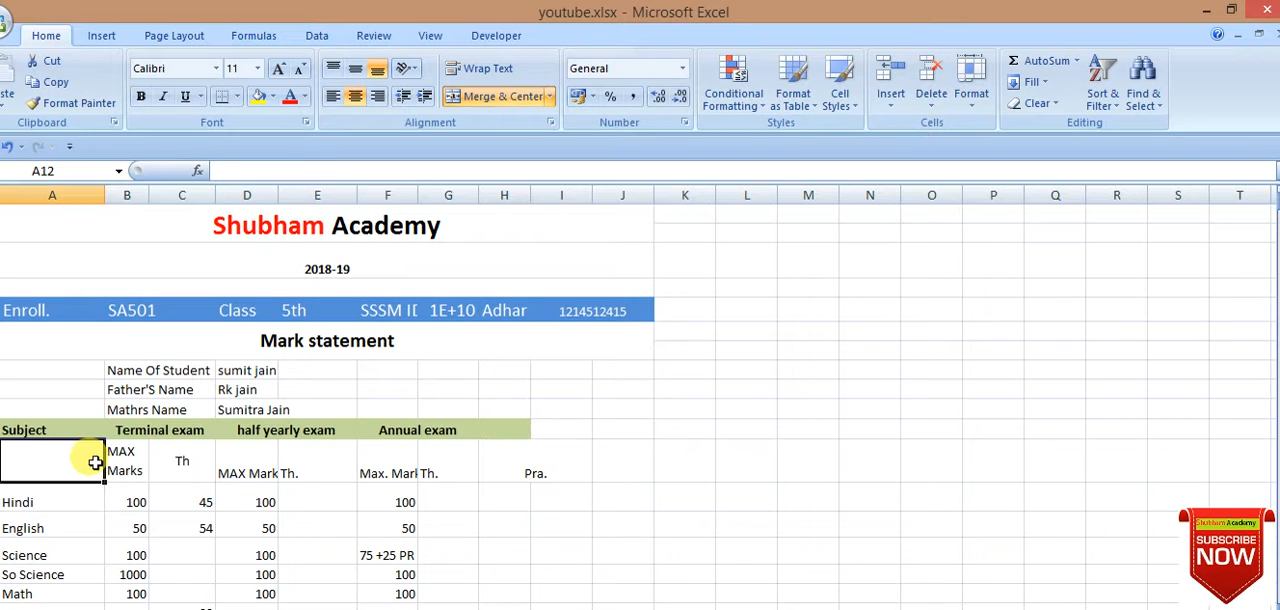 youtube.xlsx - Microsoft Excel
Home Insert Page Layout Formulas Data Review View Developer
Cut Calibri 11 Wrap Text General AutoSum
Copy Fill
Format Painter B I U Merge & Center % , Conditional Formatting Format as Table Cell Styles Insert Delete Format Clear Sort & Filter Find & Select
Clipboard Font Alignment Number Styles Cells Editing
A12 fx
A B C D E F G H I J K L M N O P Q R S T
Shubham Academy
2018-19
Enroll. SA501 Class 5th SSSM ID 1E+10 Adhar 1214512415
Mark statement
Name Of Student sumit jain
Father'S Name Rk jain
Mathrs Name Sumitra Jain
Subject Terminal exam half yearly exam Annual exam
MAX Marks Th MAX Mark Th. Max. Mark Th. Pra.
Hindi 100 45 100 100
English 50 54 50 50
Science 100 100 75 +25 PR
So Science 1000 100 100
Math 100 100 100
Shubham Academy
SUBSCRIBE
NOW